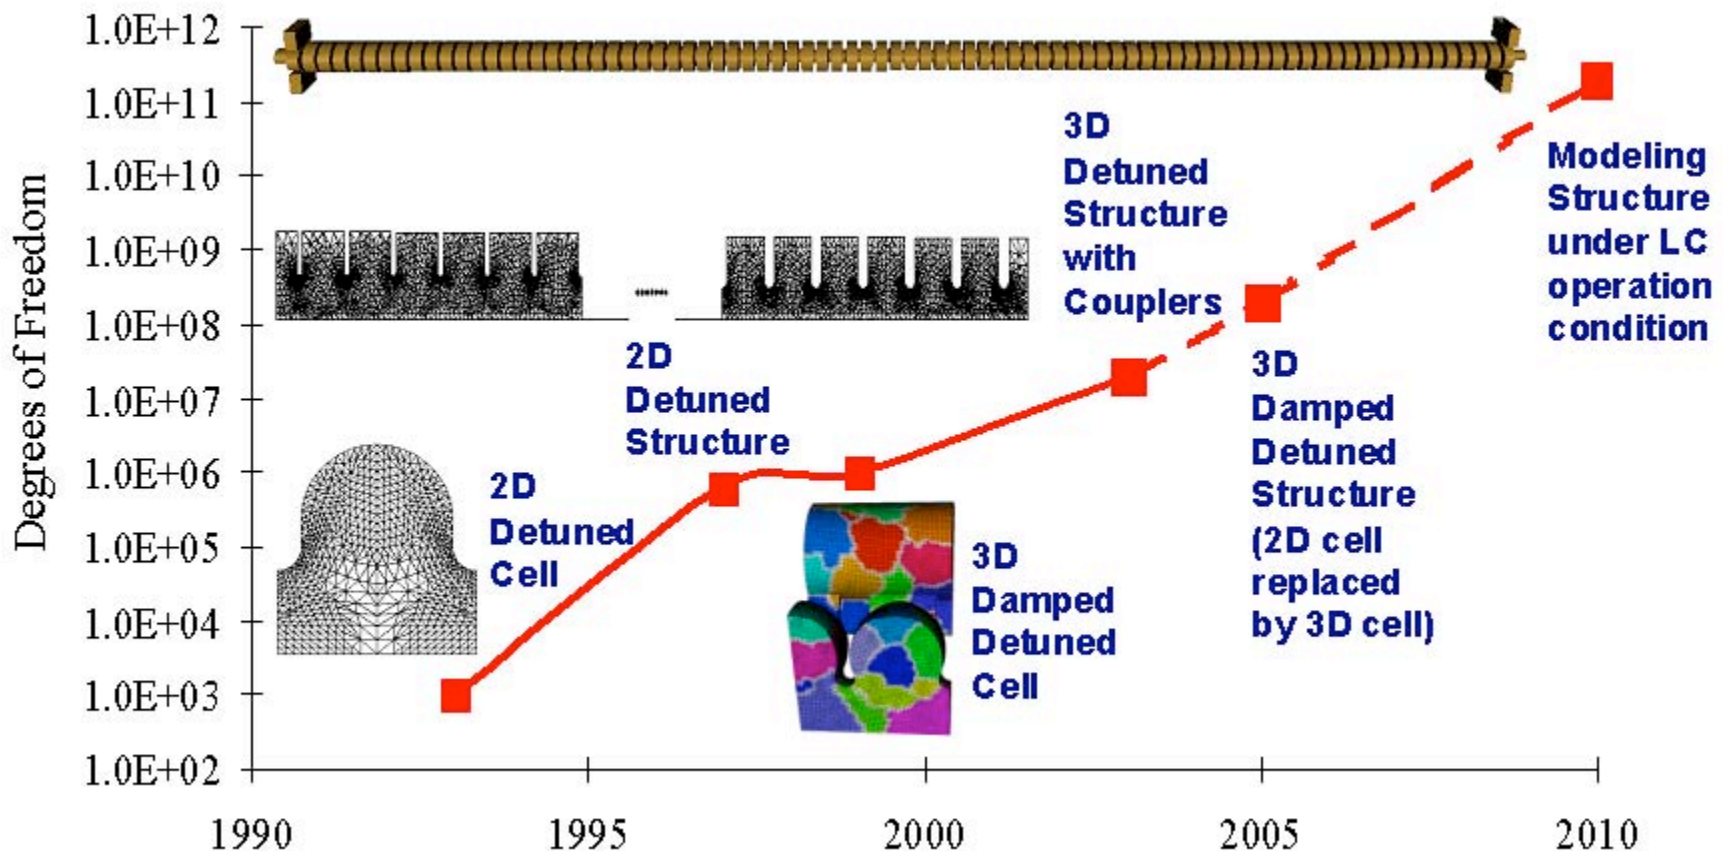 1.0E+12
1.0E+11
1.0E+10
1.0E+09
1.0E+08
1.0E+07
1.0E+06
1.0E+05
1.0E+04
1.0E+03
1.0E+02
Degrees of Freedom
1990
1995
2000
2005
2010
2D
Detuned
Cell
2D
Detuned
Structure
3D
Damped
Detuned
Cell
3D
Detuned
Structure
with
Couplers
3D
Damped
Detuned
Structure
(2D cell
replaced
by 3D cell)
Modeling
Structure
under LC
operation
condition